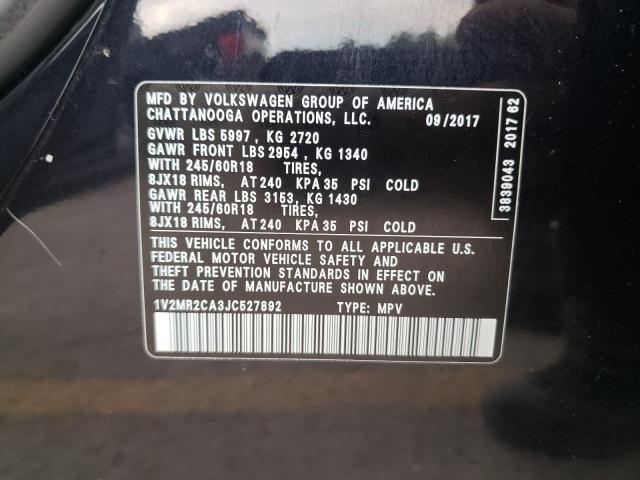 MFD BY VOLKSWAGEN GROUP OF AMERICA
CHATTANOOGA OPERATIONS, LLC. 09/2017
GVWR LBS 5997 , KG 2720
GAWR FRONT LBS 2954 , KG 1340
WITH 245/60R18 TIRES,
8JX18 RIMS, AT 240 KPA 35 PSI COLD
GAWR REAR LBS 3153, KG 1430
WITH 245/60R18 TIRES,
8JX18 RIMS, AT 240 KPA 35 PSI COLD
THIS VEHICLE CONFORMS TO ALL APPLICABLE U.S.
FEDERAL MOTOR VEHICLE SAFETY AND
THEFT PREVENTION STANDARDS IN EFFECT ON
THE DATE OF MANUFACTURE SHOWN ABOVE.
1V2MR2CA3JC527892 TYPE: MPV
3839043 2017 62